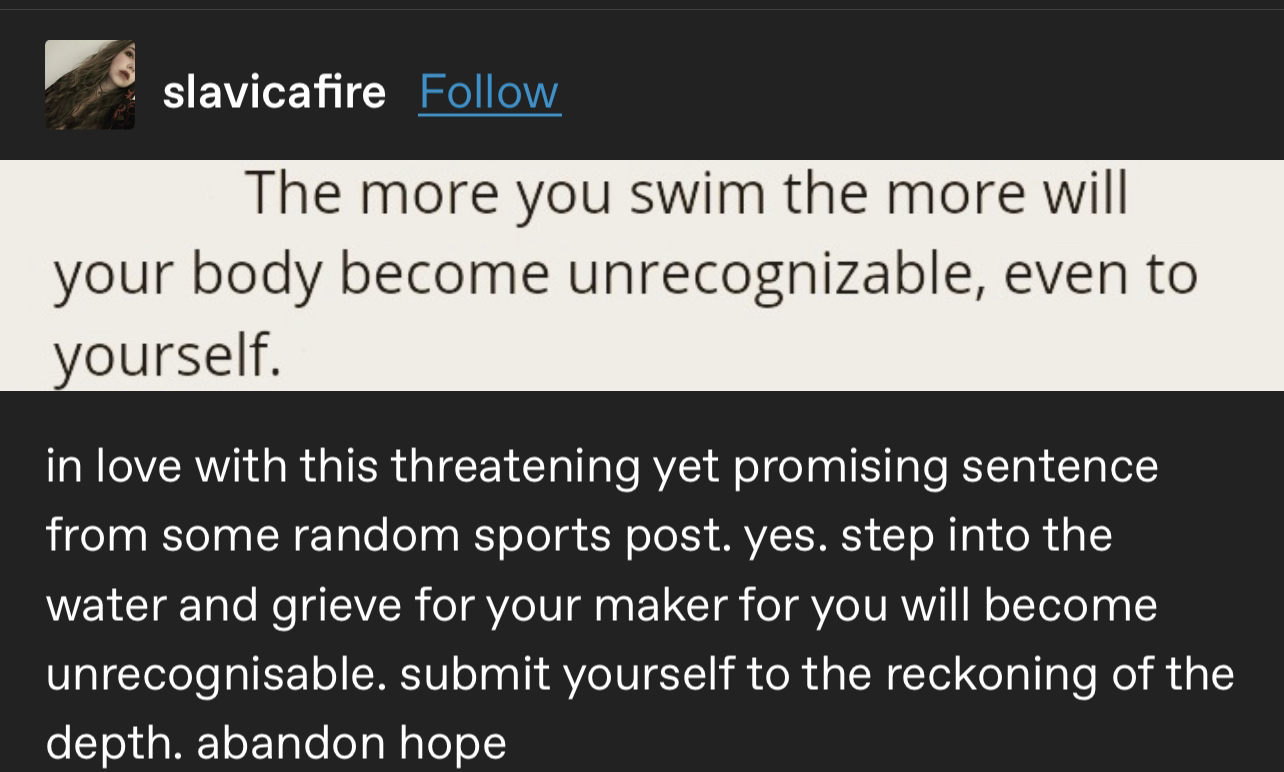 slavicafire Follow
The more you swim the more will
your body become unrecognizable, even to
yourself.
in love with this threatening yet promising sentence
from some random sports post. yes. step into the
water and grieve for your maker for you will become
unrecognisable. submit yourself to the reckoning of the
depth. abandon hope